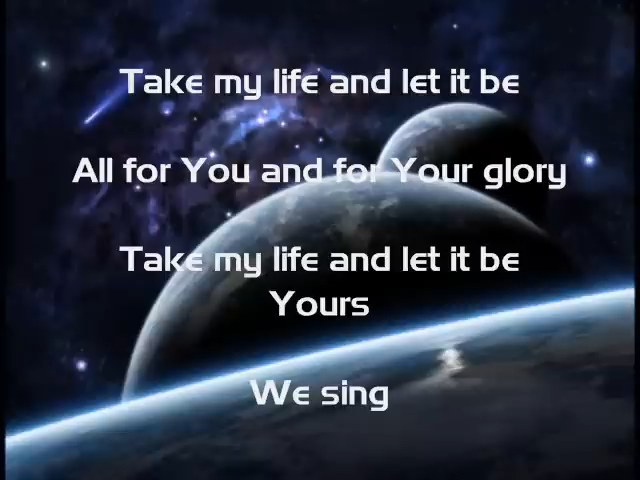 Take my life and let it be
All for You and for Your glory
Take my life and let it be
Yours
We sing